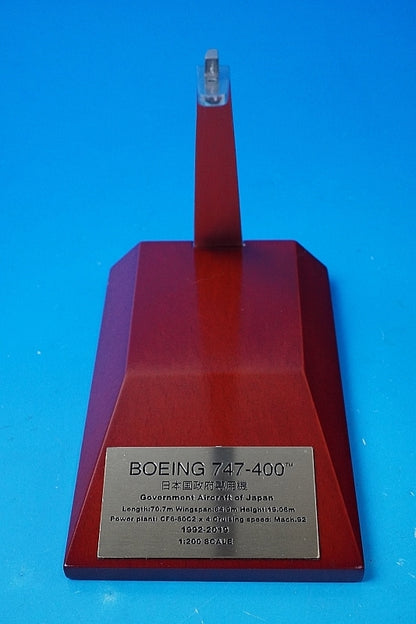 BOEING 747-400™
日本国政府専用機
Government Aircraft of Japan
Length:70.7m Wingspan:64.9m Height:19.06m
Power plant: CF6-80C2 x 4 Cruising speed: Mach.92
1992-2019
1:200 SCALE